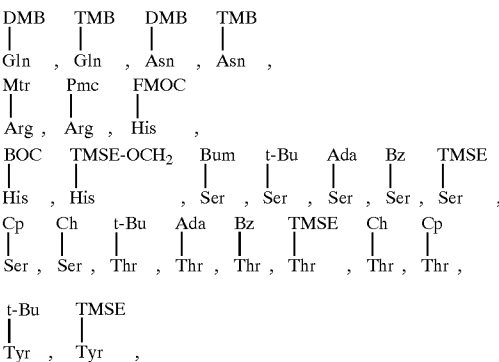 DMB TMB DMB TMB
Gln , Gln , Asn , Asn ,
Mtr Pmc FMOC
Arg , Arg , His ,
BOC TMSE-OCH₂ Bum t-Bu Ada Bz TMSE
His , His , Ser , Ser , Ser , Ser , Ser ,
Cp Ch t-Bu Ada Bz TMSE Ch Cp
Ser , Ser , Thr , Thr , Thr , Thr , Thr , Thr ,
t-Bu TMSE
Tyr , Tyr ,